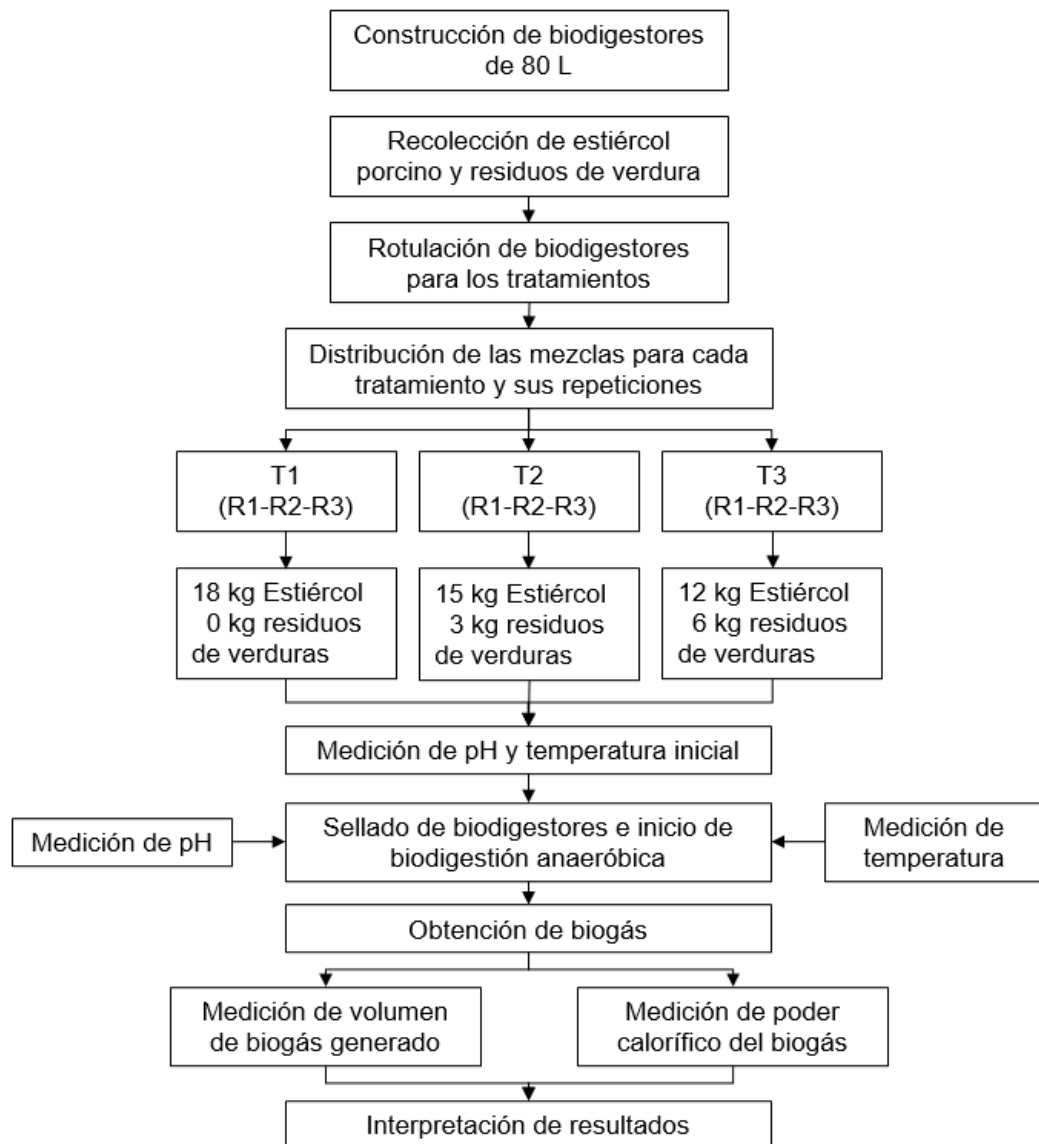 Construcción de biodigestores
de 80 L
Recolección de estiércol
porcino y residuos de verdura
Rotulación de biodigestores
para los tratamientos
Distribución de las mezclas para cada
tratamiento y sus repeticiones
T1
(R1-R2-R3)
T2
(R1-R2-R3)
T3
(R1-R2-R3)
18 kg Estiércol
0 kg residuos
de verduras
15 kg Estiércol
3 kg residuos
de verduras
12 kg Estiércol
6 kg residuos
de verduras
Medición de pH y temperatura inicial
Medición de pH
Sellado de biodigestores e inicio de
biodigestión anaeróbica
Medición de
temperatura
Obtención de biogás
Medición de volumen
de biogás generado
Medición de poder
calorífico del biogás
Interpretación de resultados